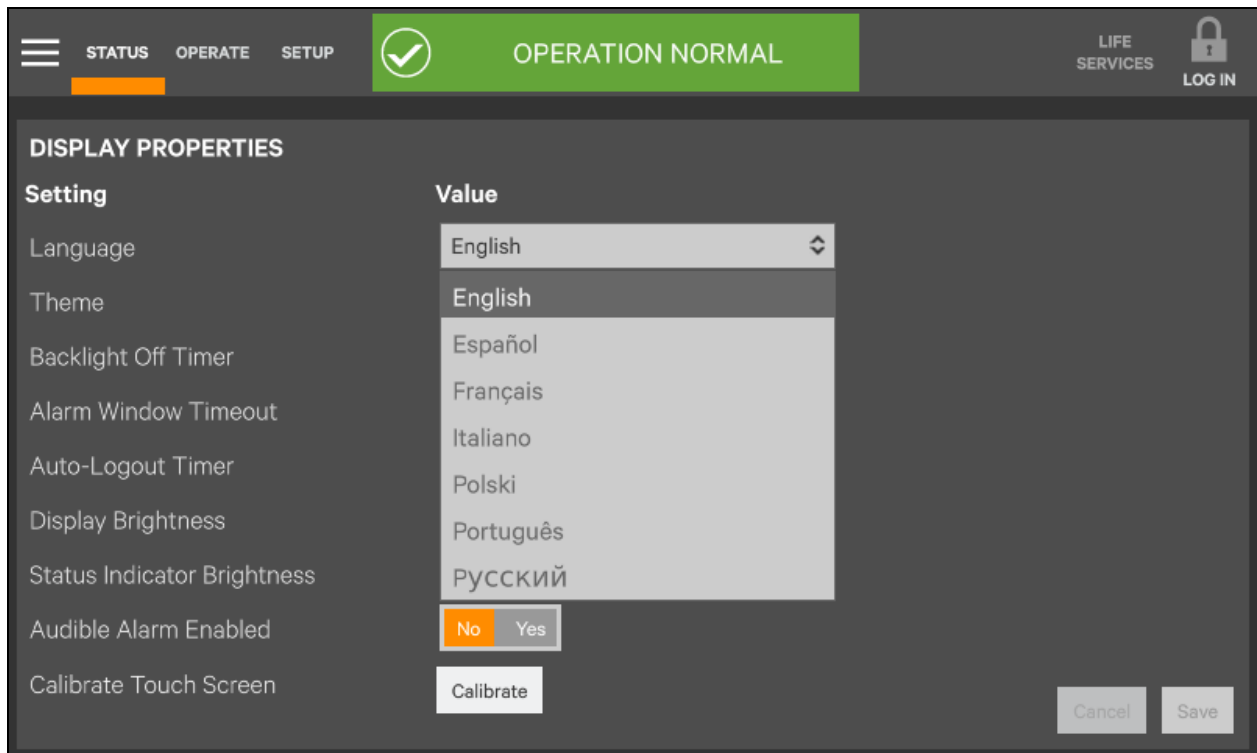 STATUS OPERATE SETUP OPERATION NORMAL LIFE SERVICES LOG IN
DISPLAY PROPERTIES
Setting Value
Language English
Theme English
Español
Backlight Off Timer
Français
Alarm Window Timeout
Italiano
Auto-Logout Timer
Polski
Display Brightness
Português
Status Indicator Brightness Русский
Audible Alarm Enabled No Yes
Calibrate Touch Screen Calibrate
Cancel Save